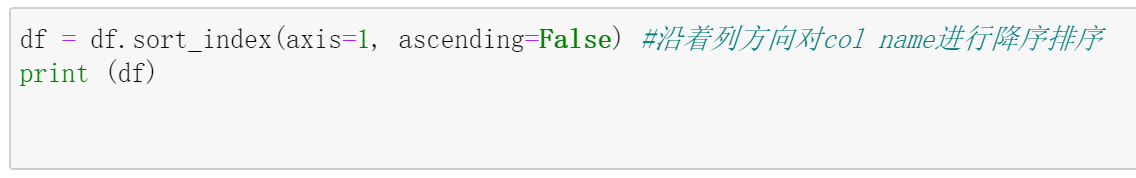 df = df.sort_index(axis=1, ascending=False) #沿着列方向对col name进行降序排序
print (df)